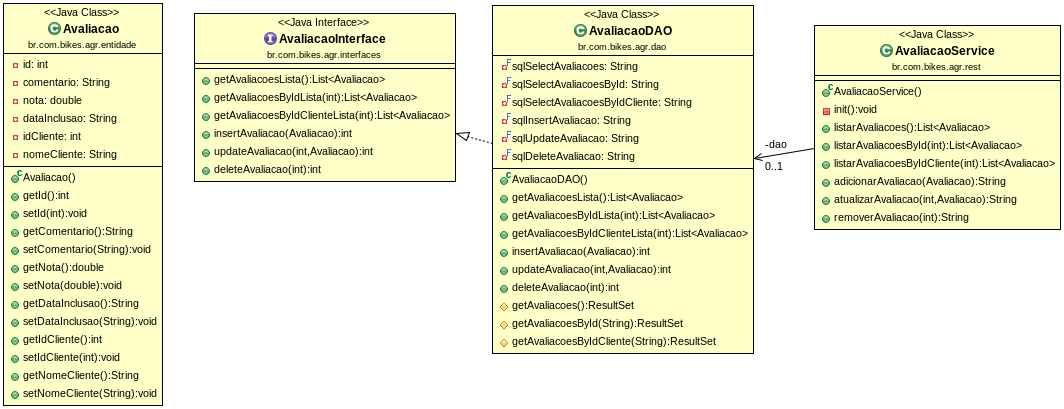 <<Java Class>>
Avaliacao
br.com.bikes.agr.entidade
id: int
comentario: String
nota: double
dataInclusao: String
idCliente: int
nomeCliente: String
Avaliacao()
getId():int
setId(int):void
getComentario():String
setComentario(String):void
getNota():double
setNota(double):void
getDataInclusao():String
setDataInclusao(String):void
getIdCliente():int
setIdCliente(int):void
getNomeCliente():String
setNomeCliente(String):void
<<Java Interface>>
AvaliacaoInterface
br.com.bikes.agr.interfaces
getAvaliacoesLista():List<Avaliacao>
getAvaliacoesByIdLista(int):List<Avaliacao>
getAvaliacoesByIdClienteLista(int):List<Avaliacao>
insertAvaliacao(Avaliacao):int
updateAvaliacao(int,Avaliacao):int
deleteAvaliacao(int):int
<<Java Class>>
AvaliacaoDAO
br.com.bikes.agr.dao
sqlSelectAvaliacoes: String
sqlSelectAvaliacoesById: String
sqlSelectAvaliacoesByIdCliente: String
sqlInsertAvaliacao: String
sqlUpdateAvaliacao: String
sqlDeleteAvaliacao: String
AvaliacaoDAO()
getAvaliacoesLista():List<Avaliacao>
getAvaliacoesByIdLista(int):List<Avaliacao>
getAvaliacoesByIdClienteLista(int):List<Avaliacao>
insertAvaliacao(Avaliacao):int
updateAvaliacao(int,Avaliacao):int
deleteAvaliacao(int):int
getAvaliacoes():ResultSet
getAvaliacoesById(String):ResultSet
getAvaliacoesByIdCliente(String):ResultSet
-dao
0..1
<<Java Class>>
AvaliacaoService
br.com.bikes.agr.rest
AvaliacaoService()
init():void
listarAvaliacoes():List<Avaliacao>
listarAvaliacoesById(int):List<Avaliacao>
listarAvaliacoesByIdCliente(int):List<Avaliacao>
adicionarAvaliacao(Avaliacao):String
atualizarAvaliacao(int,Avaliacao):String
removerAvaliacao(int):String